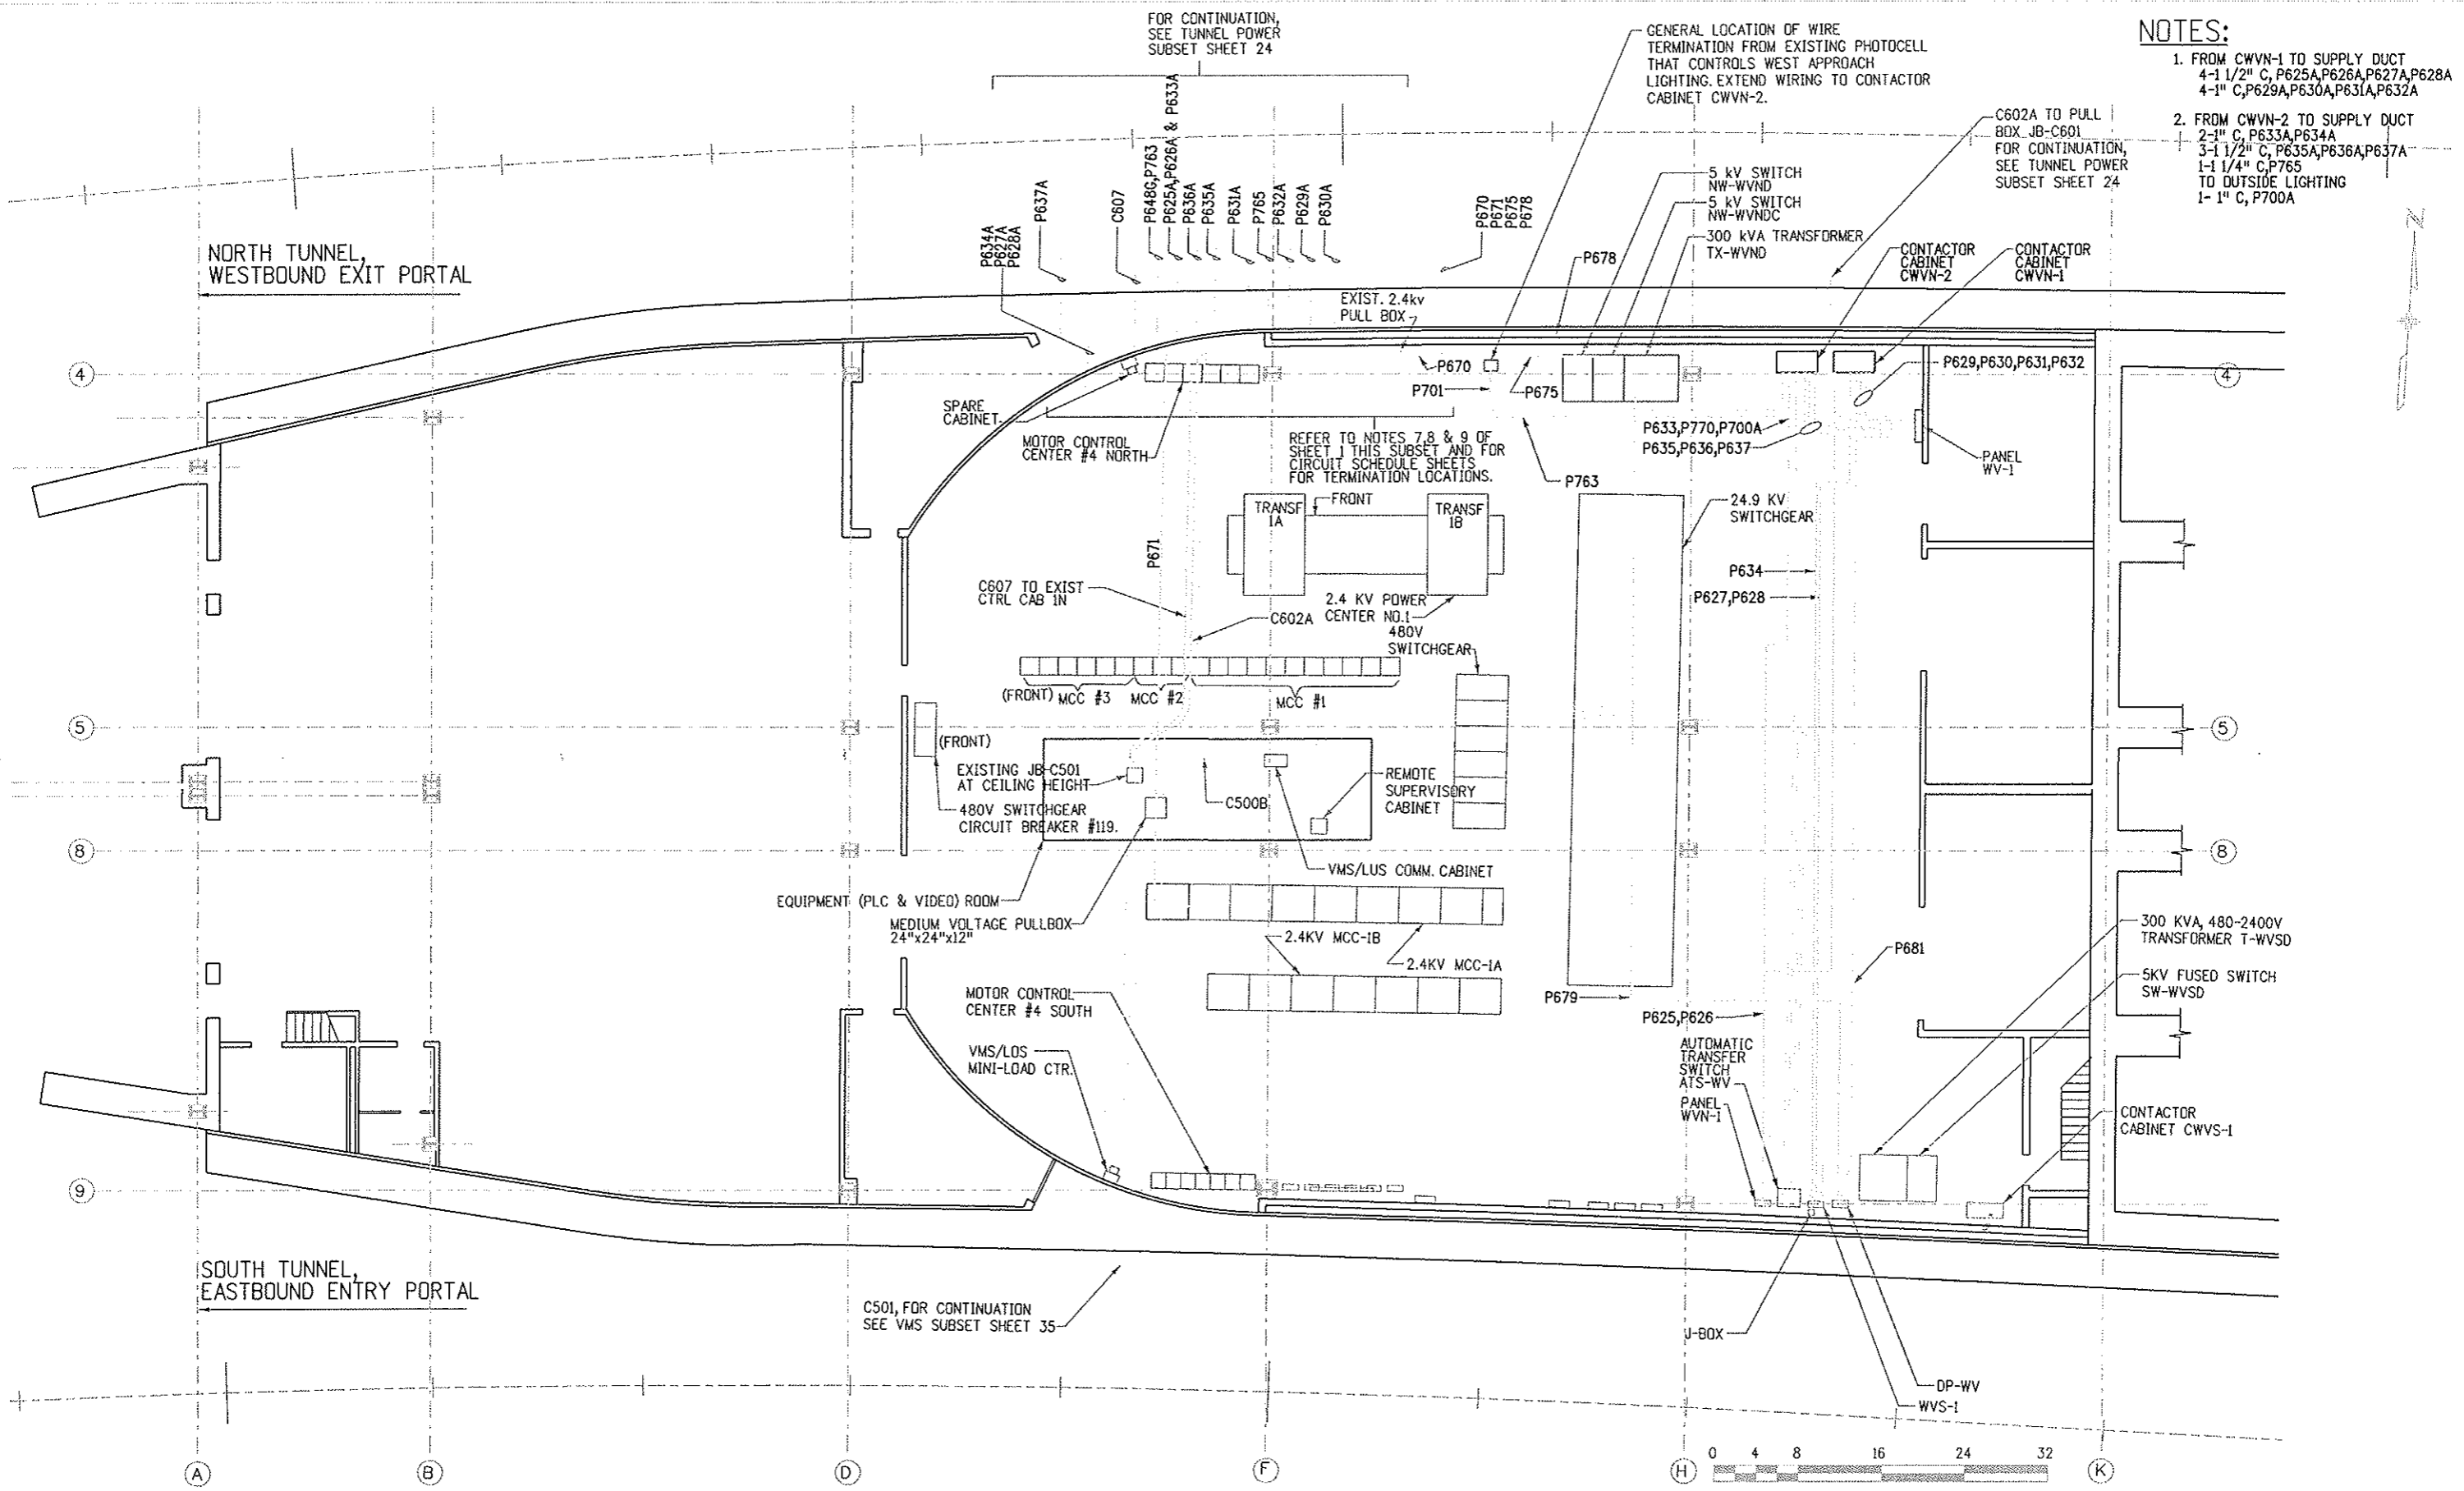 FOR CONTINUATION,
SEE TUNNEL POWER
SUBSET SHEET 24
GENERAL LOCATION OF WIRE
TERMINATION FROM EXISTING PHOTOCELL
THAT CONTROLS WEST APPROACH
LIGHTING. EXTEND WIRING TO CONTACTOR
CABINET CWVN-2.
NOTES:
1. FROM CWVN-1 TO SUPPLY DUCT
4-1 1/2" C, P625A,P626A,P627A,P628A
4-1" C,P629A,P630A,P631A,P632A
2. FROM CWVN-2 TO SUPPLY DUCT
2-1" C, P633A,P634A
3-1 1/2" C, P635A,P636A,P637A
1-1 1/4" C,P765
TO OUTSIDE LIGHTING
1- 1" C, P700A
C602A TO PULL
BOX JB-C601
FOR CONTINUATION,
SEE TUNNEL POWER
SUBSET SHEET 24
N
NORTH TUNNEL,
WESTBOUND EXIT PORTAL
P634A
P627A
P628A
P637A
C607
P648G,P763
P625A,P626A & P633A
P636A
P635A
P631A
P765
P632A
P629A
P630A
P670
P671
P675
P678
5 kV SWITCH
NW-WVND
5 kV SWITCH
NW-WVNDC
300 kVA TRANSFORMER
TX-WVND
P678
CONTACTOR
CABINET
CWVN-2
CONTACTOR
CABINET
CWVN-1
EXIST. 2.4kv
PULL BOX
4
P670
P701
P675
P629,P630,P631,P632
4
SPARE
CABINET
MOTOR CONTROL
CENTER #4 NORTH
REFER TO NOTES 7,8 & 9 OF
SHEET 1 THIS SUBSET AND FOR
CIRCUIT SCHEDULE SHEETS
FOR TERMINATION LOCATIONS.
P633,P770,P700A
P635,P636,P637
PANEL
WV-1
P763
FRONT
TRANSF
1A
TRANSF
1B
24.9 KV
SWITCHGEAR
P671
C607 TO EXIST
CTRL CAB 1N
C602A
2.4 KV POWER
CENTER NO.1
P634
P627,P628
480V
SWITCHGEAR
(FRONT)
MCC #3
MCC #2
MCC #1
5
5
(FRONT)
EXISTING JB-C501
AT CEILING HEIGHT
480V SWITCHGEAR
CIRCUIT BREAKER #119.
C500B
REMOTE
SUPERVISORY
CABINET
8
8
VMS/LUS COMM. CABINET
EQUIPMENT (PLC & VIDEO) ROOM
MEDIUM VOLTAGE PULLBOX
24"x24"x12"
2.4KV MCC-1B
2.4KV MCC-1A
300 KVA, 480-2400V
TRANSFORMER T-WVSD
P681
5KV FUSED SWITCH
SW-WVSD
MOTOR CONTROL
CENTER #4 SOUTH
P679
P625,P626
VMS/LOS
MINI-LOAD CTR.
AUTOMATIC
TRANSFER
SWITCH
ATS-WV
PANEL
WVN-1
CONTACTOR
CABINET CWVS-1
9
SOUTH TUNNEL,
EASTBOUND ENTRY PORTAL
C501, FOR CONTINUATION
SEE VMS SUBSET SHEET 35
J-BOX
DP-WV
WVS-1
0 4 8 16 24 32
A
B
D
F
H
K